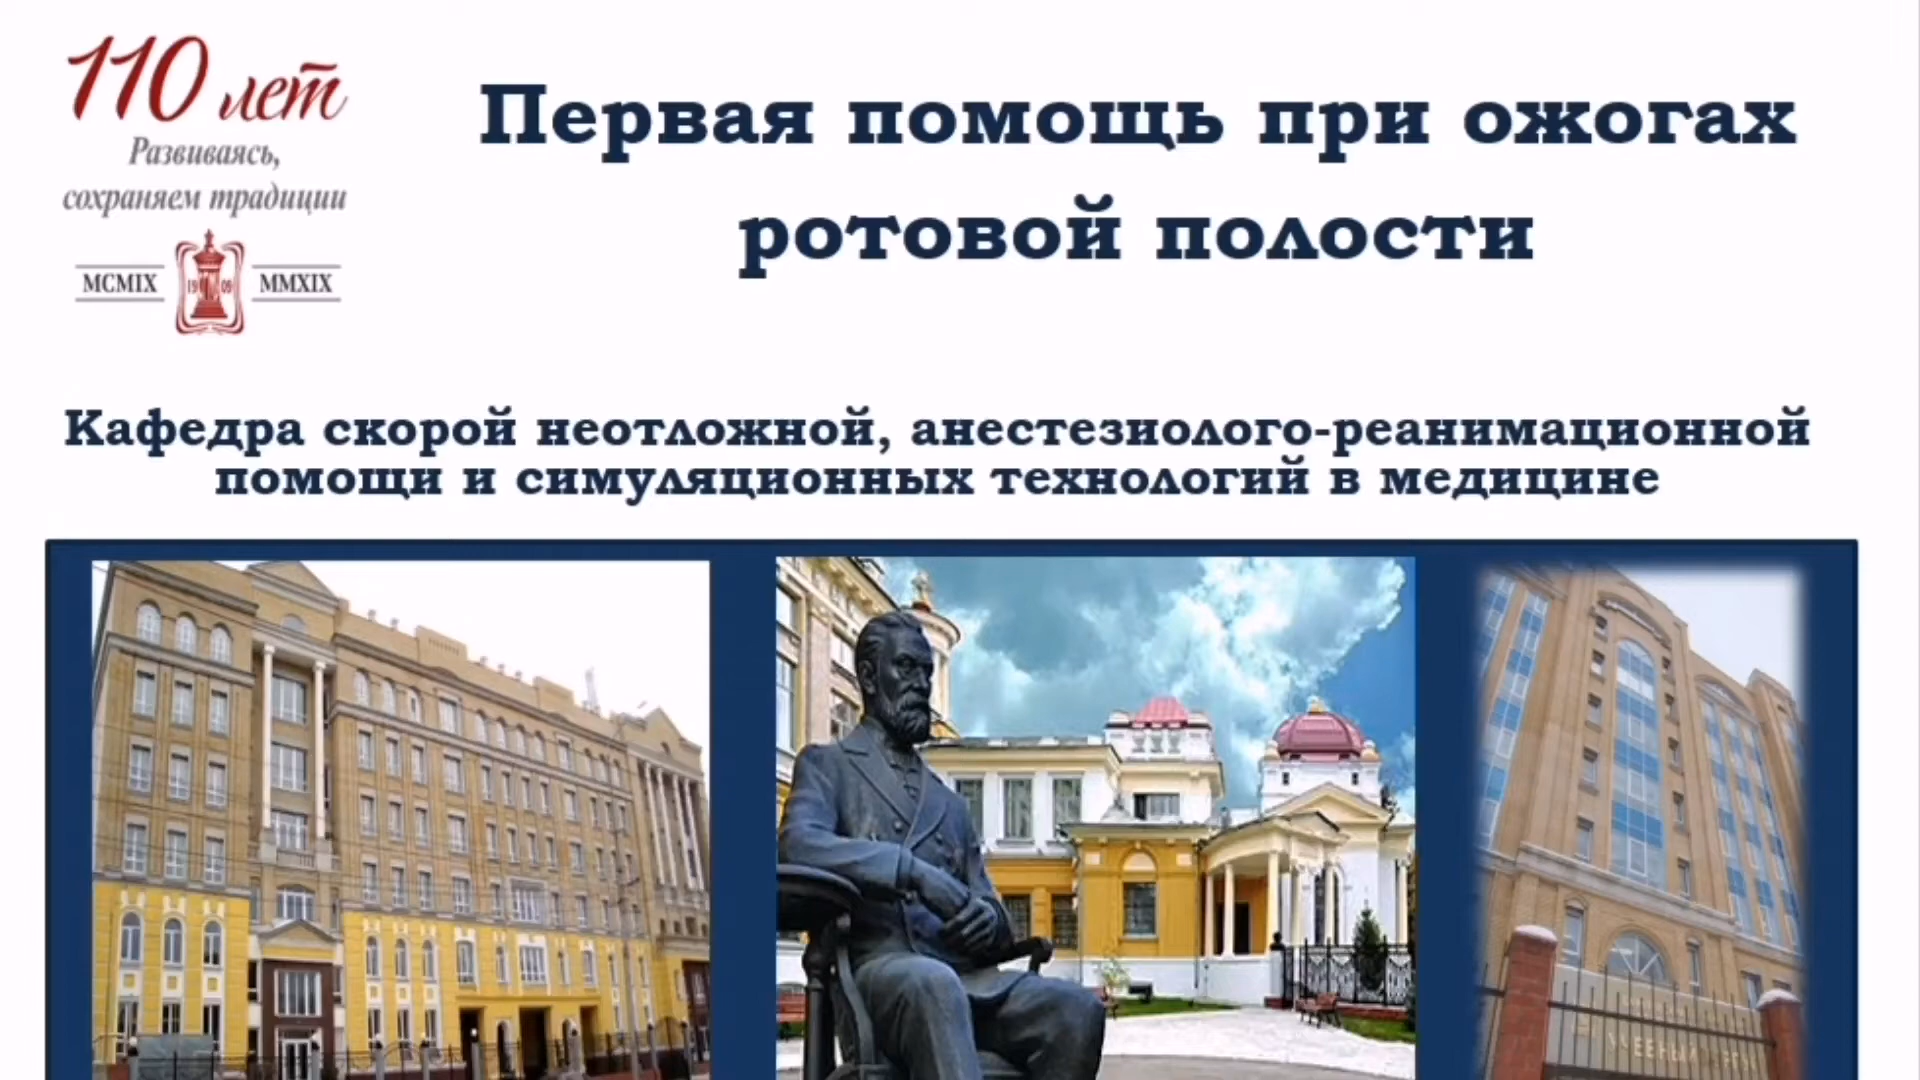 110 лет
Развиваясь,
сохраняем традиции
MCMIX 1909 MMXIX
Первая помощь при ожогах
ротовой полости
Кафедра скорой неотложной, анестезиолого-реанимационной
помощи и симуляционных технологий в медицине